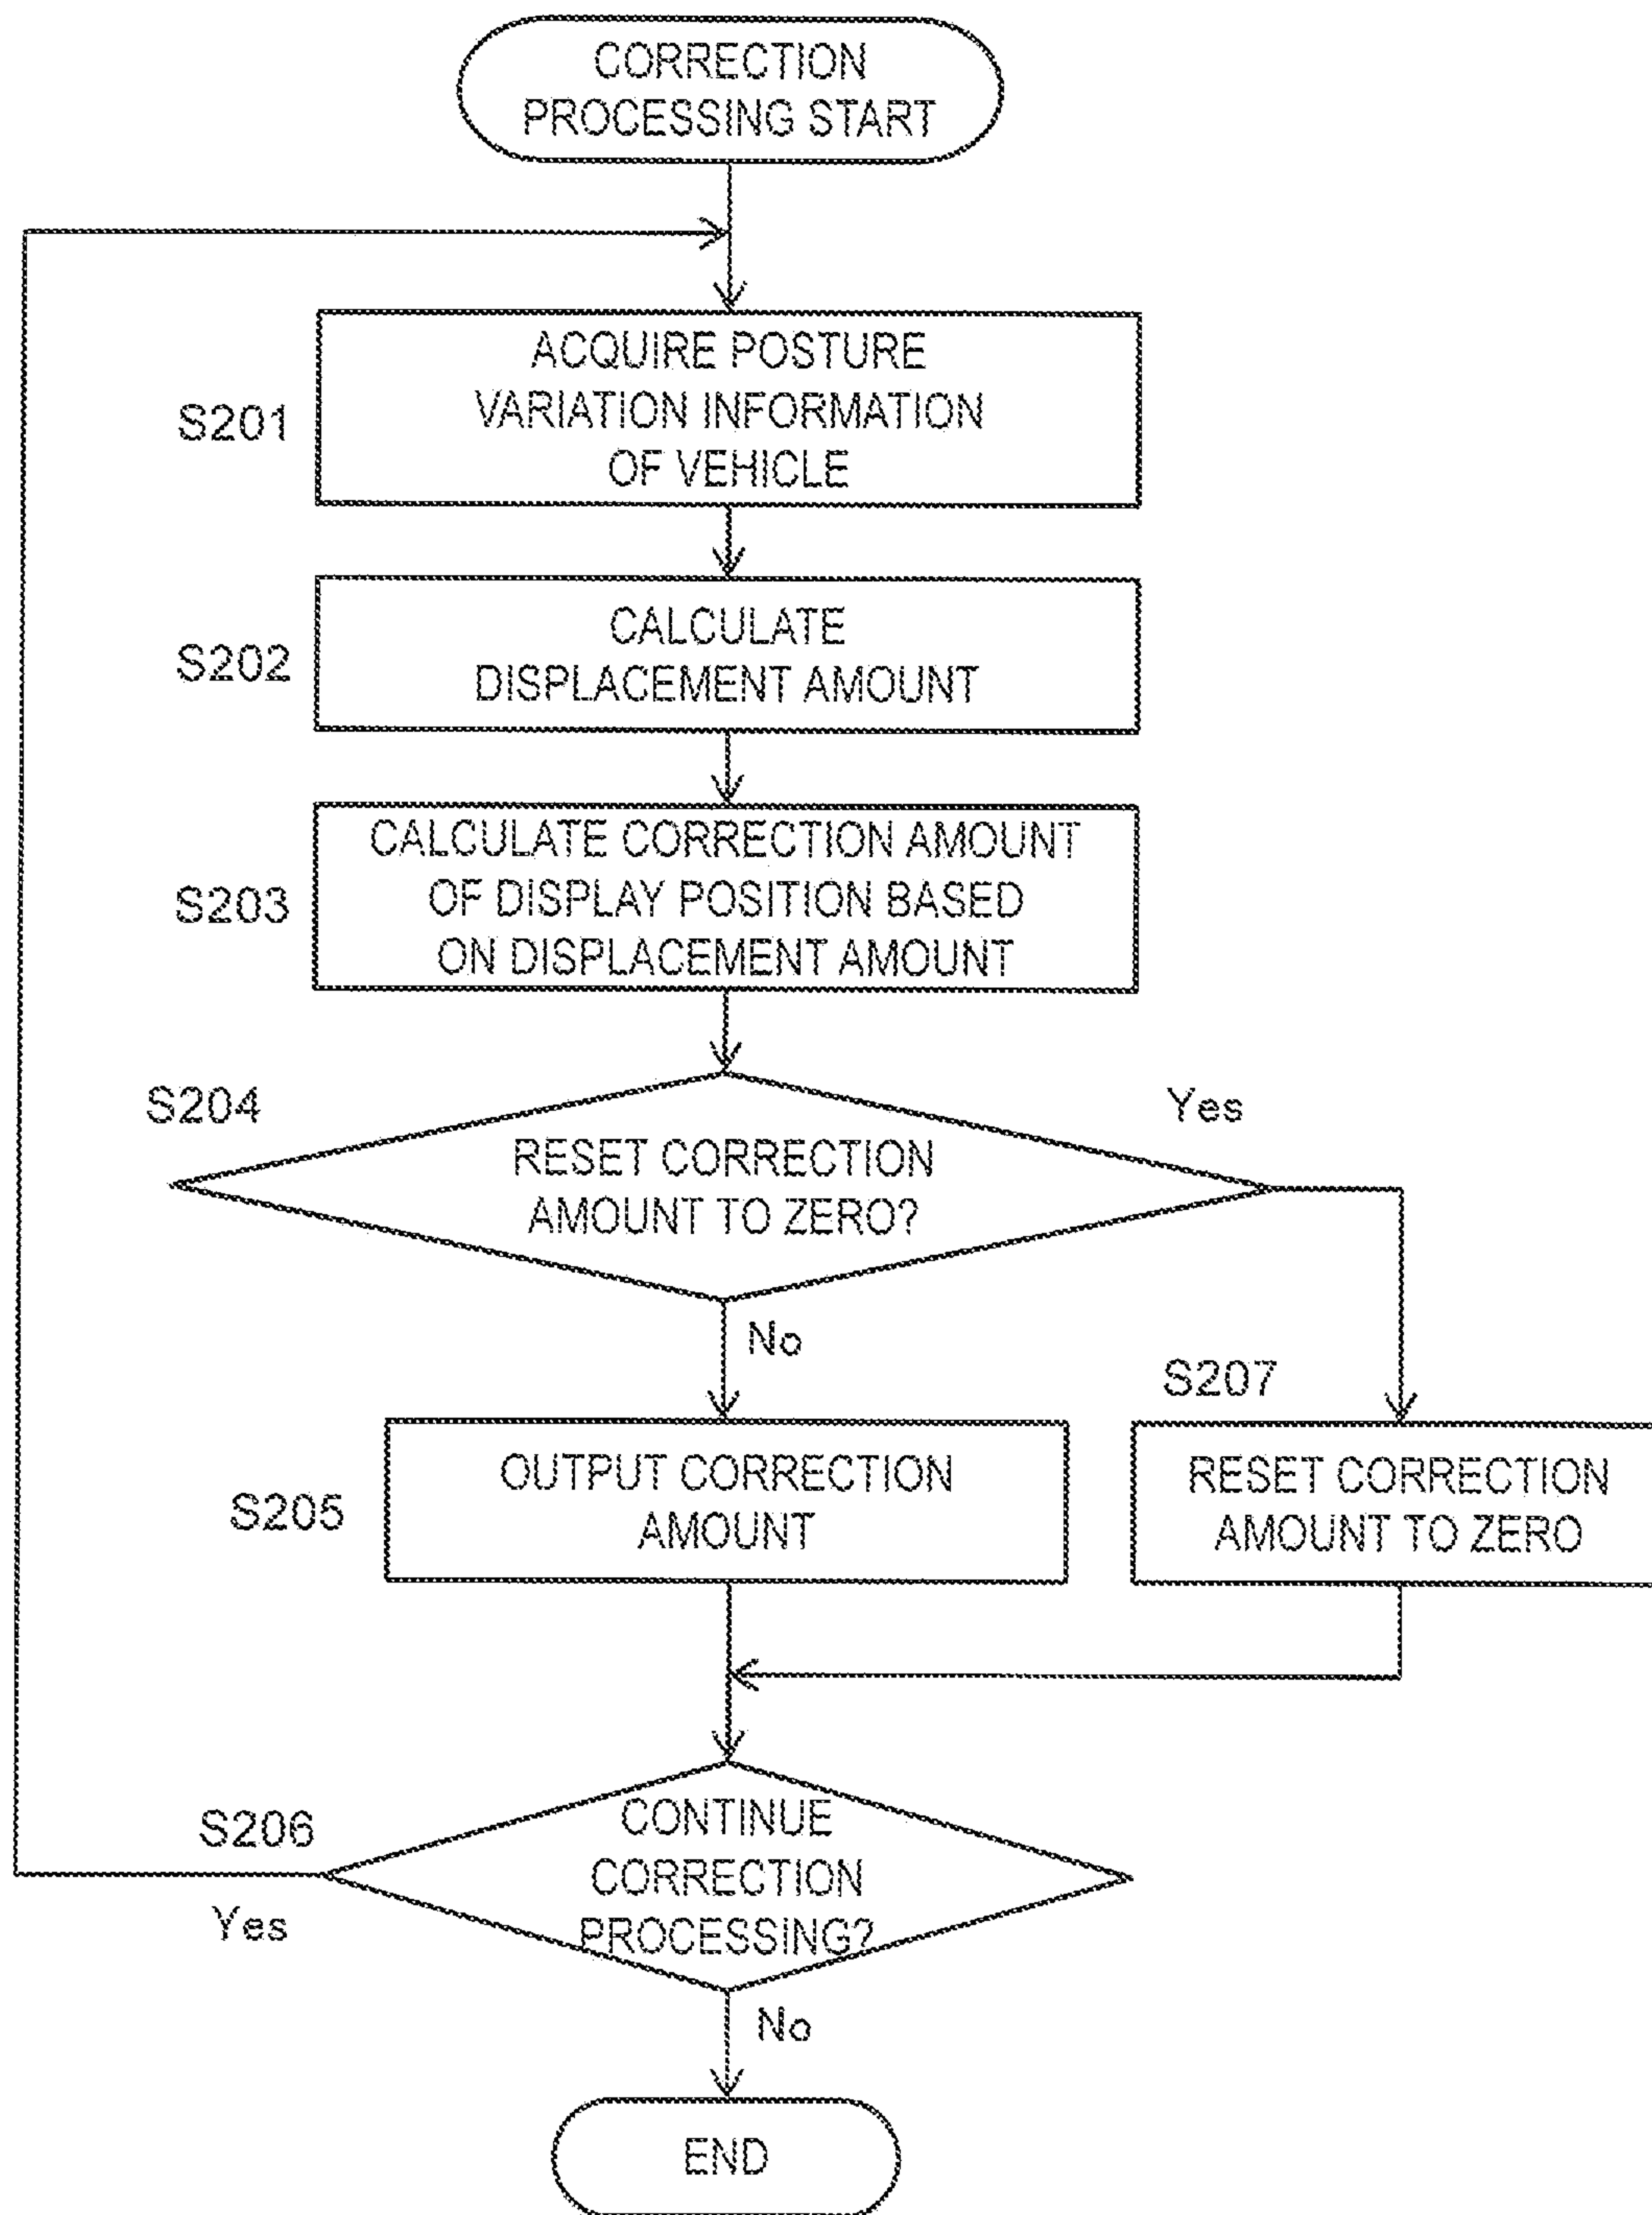 CORRECTION
PROCESSING START
S201
ACQUIRE POSTURE
VARIATION INFORMATION
OF VEHICLE
S202
CALCULATE
DISPLACEMENT AMOUNT
S203
CALCULATE CORRECTION AMOUNT
OF DISPLAY POSITION BASED
ON DISPLACEMENT AMOUNT
S204
RESET CORRECTION
AMOUNT TO ZERO?
Yes
No
S205
OUTPUT CORRECTION
AMOUNT
S207
RESET CORRECTION
AMOUNT TO ZERO
S206
CONTINUE
CORRECTION
PROCESSING?
Yes
No
END